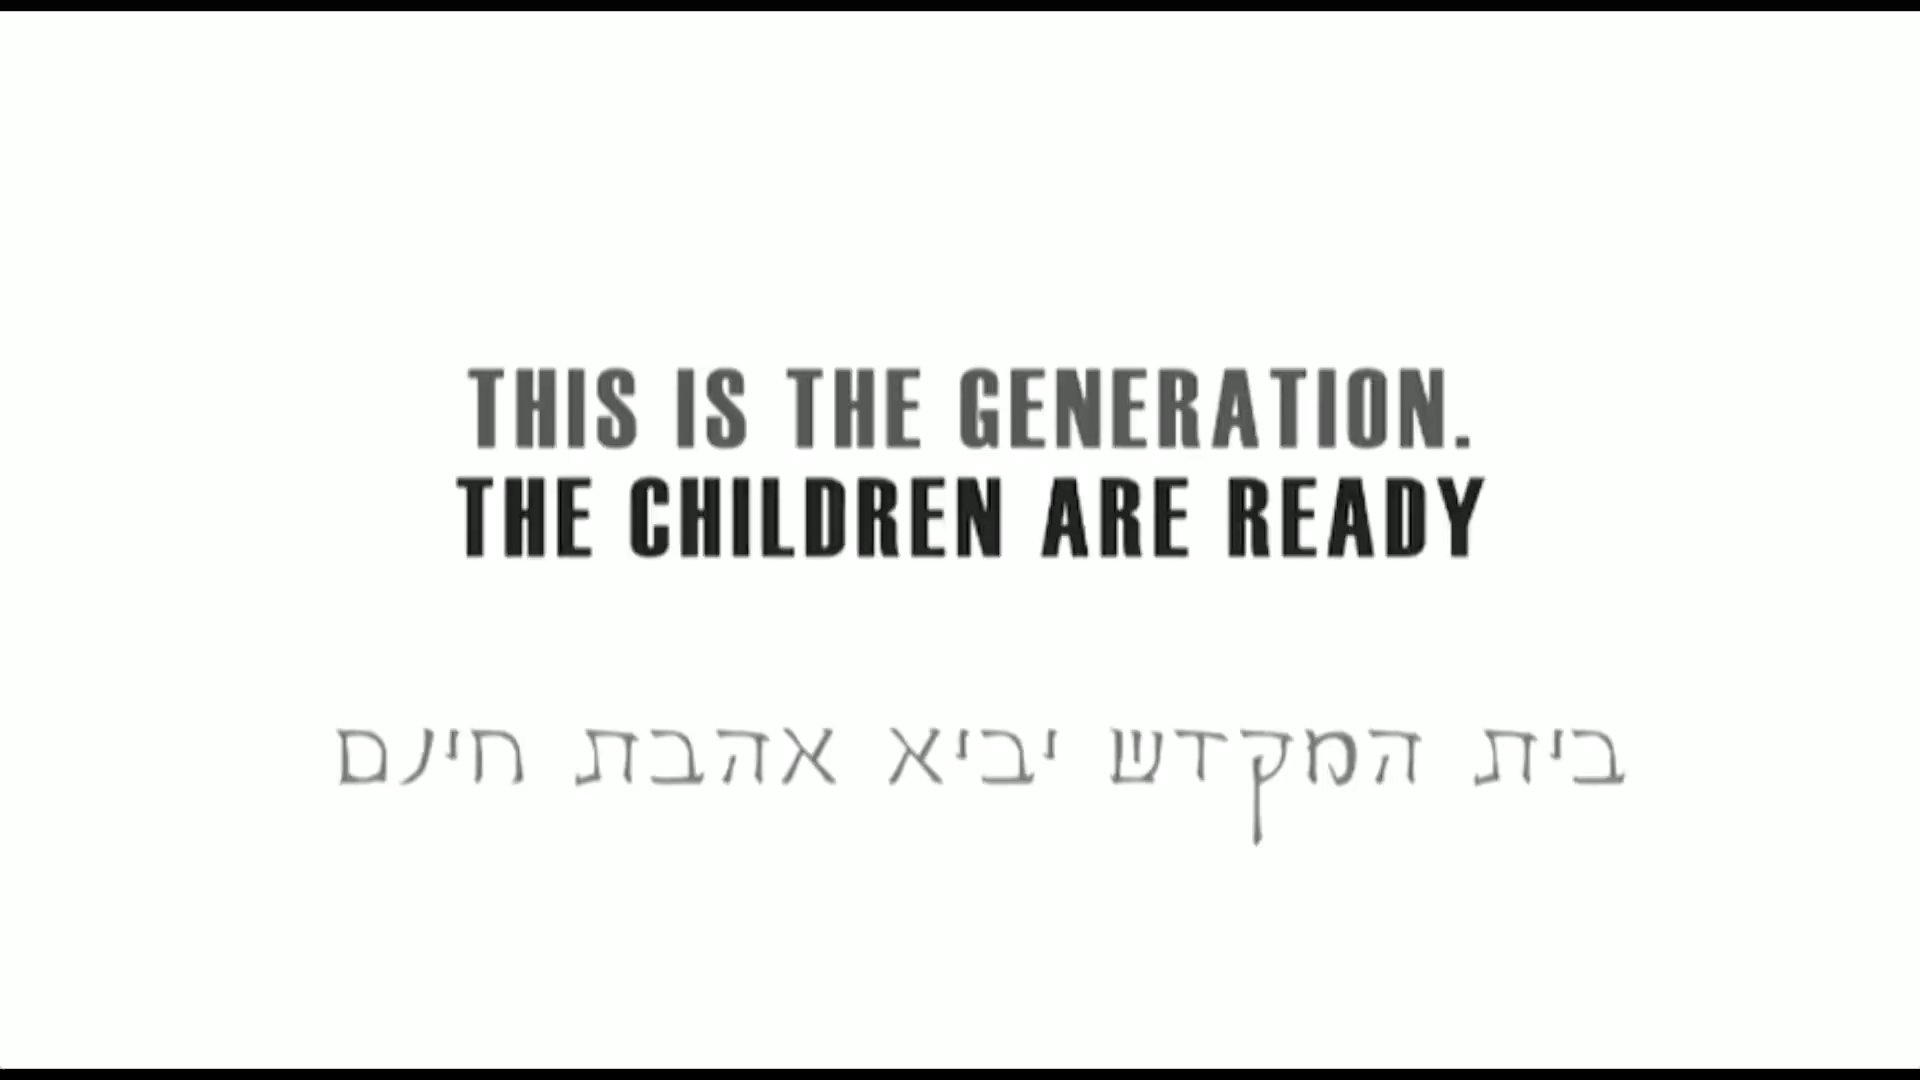 THIS IS THE GENERATION.
THE CHILDREN ARE READY
בית המקדש יביא אהבת חינם